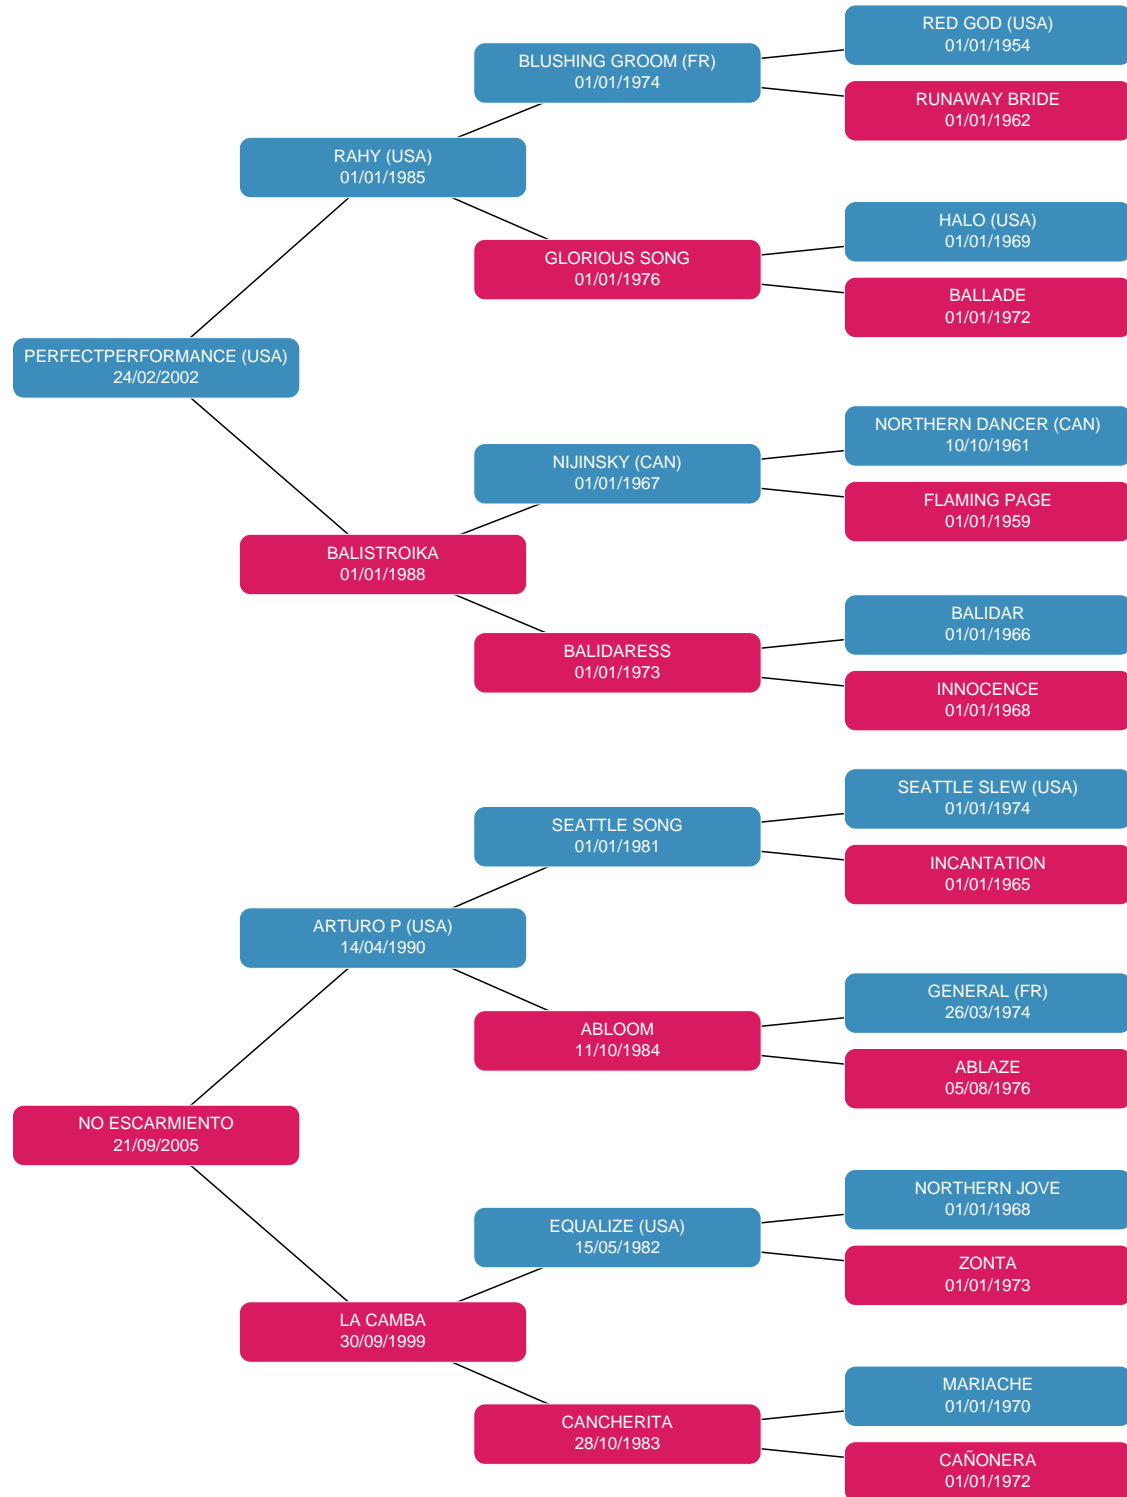 RED GOD (USA)
01/01/1954
BLUSHING GROOM (FR)
01/01/1974
RUNAWAY BRIDE
01/01/1962
RAHY (USA)
01/01/1985
HALO (USA)
01/01/1969
GLORIOUS SONG
01/01/1976
BALLADE
01/01/1972
PERFECTPERFORMANCE (USA)
24/02/2002
NORTHERN DANCER (CAN)
10/10/1961
NIJINSKY (CAN)
01/01/1967
FLAMING PAGE
01/01/1959
BALISTROIKA
01/01/1988
BALIDAR
01/01/1966
BALIDARESS
01/01/1973
INNOCENCE
01/01/1968
SEATTLE SLEW (USA)
01/01/1974
SEATTLE SONG
01/01/1981
INCANTATION
01/01/1965
ARTURO P (USA)
14/04/1990
GENERAL (FR)
26/03/1974
ABLOOM
11/10/1984
ABLAZE
05/08/1976
NO ESCARMIENTO
21/09/2005
NORTHERN JOVE
01/01/1968
EQUALIZE (USA)
15/05/1982
ZONTA
01/01/1973
LA CAMBA
30/09/1999
MARIACHE
01/01/1970
CANCHERITA
28/10/1983
CAÑONERA
01/01/1972